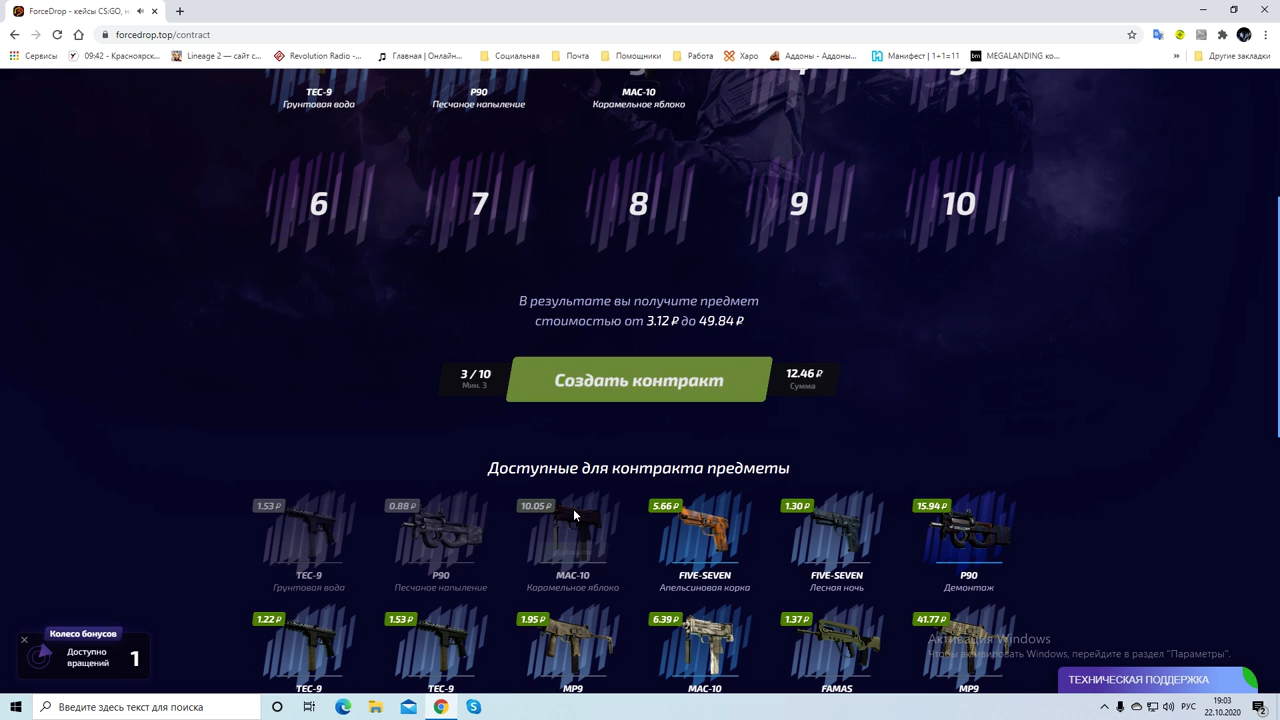 ForceDrop - кейсы CS:GO, н
forcedrop.top/contract
Сервисы
09:42 - Красноярск...
Lineage 2 — сайт с...
Revolution Radio -...
Главная | Онлайн...
Социальная
Почта
Помощники
Работа
Харо
Аддоны - Аддоны...
Манифест | 1+1=11
MEGALANDING ко...
»
Другие закладки
TEC-9
Грунтовая вода
P90
Песчаное напыление
MAC-10
Карамельное яблоко
6
7
8
9
10
В результате вы получите предмет
стоимостью от 3.12 ₽ до 49.84 ₽
3 / 10
Мин. 3
Создать контракт
12.46 ₽
Сумма
Доступные для контракта предметы
1.53 ₽
TEC-9
Грунтовая вода
0.88 ₽
P90
Песчаное напыление
10.05 ₽
MAC-10
Карамельное яблоко
5.66 ₽
FIVE-SEVEN
Апельсиновая корка
1.30 ₽
FIVE-SEVEN
Лесная ночь
15.94 ₽
P90
Демонтаж
1.22 ₽
TEC-9
1.53 ₽
TEC-9
1.95 ₽
MP9
6.39 ₽
MAC-10
1.37 ₽
FAMAS
41.77 ₽
MP9
Колесо бонусов
Доступно
вращений
1
Активация Windows
Чтобы активировать Windows, перейдите в раздел "Параметры".
ТЕХНИЧЕСКАЯ ПОДДЕРЖКА
Введите здесь текст для поиска
РУС
19:03
22.10.2020
2